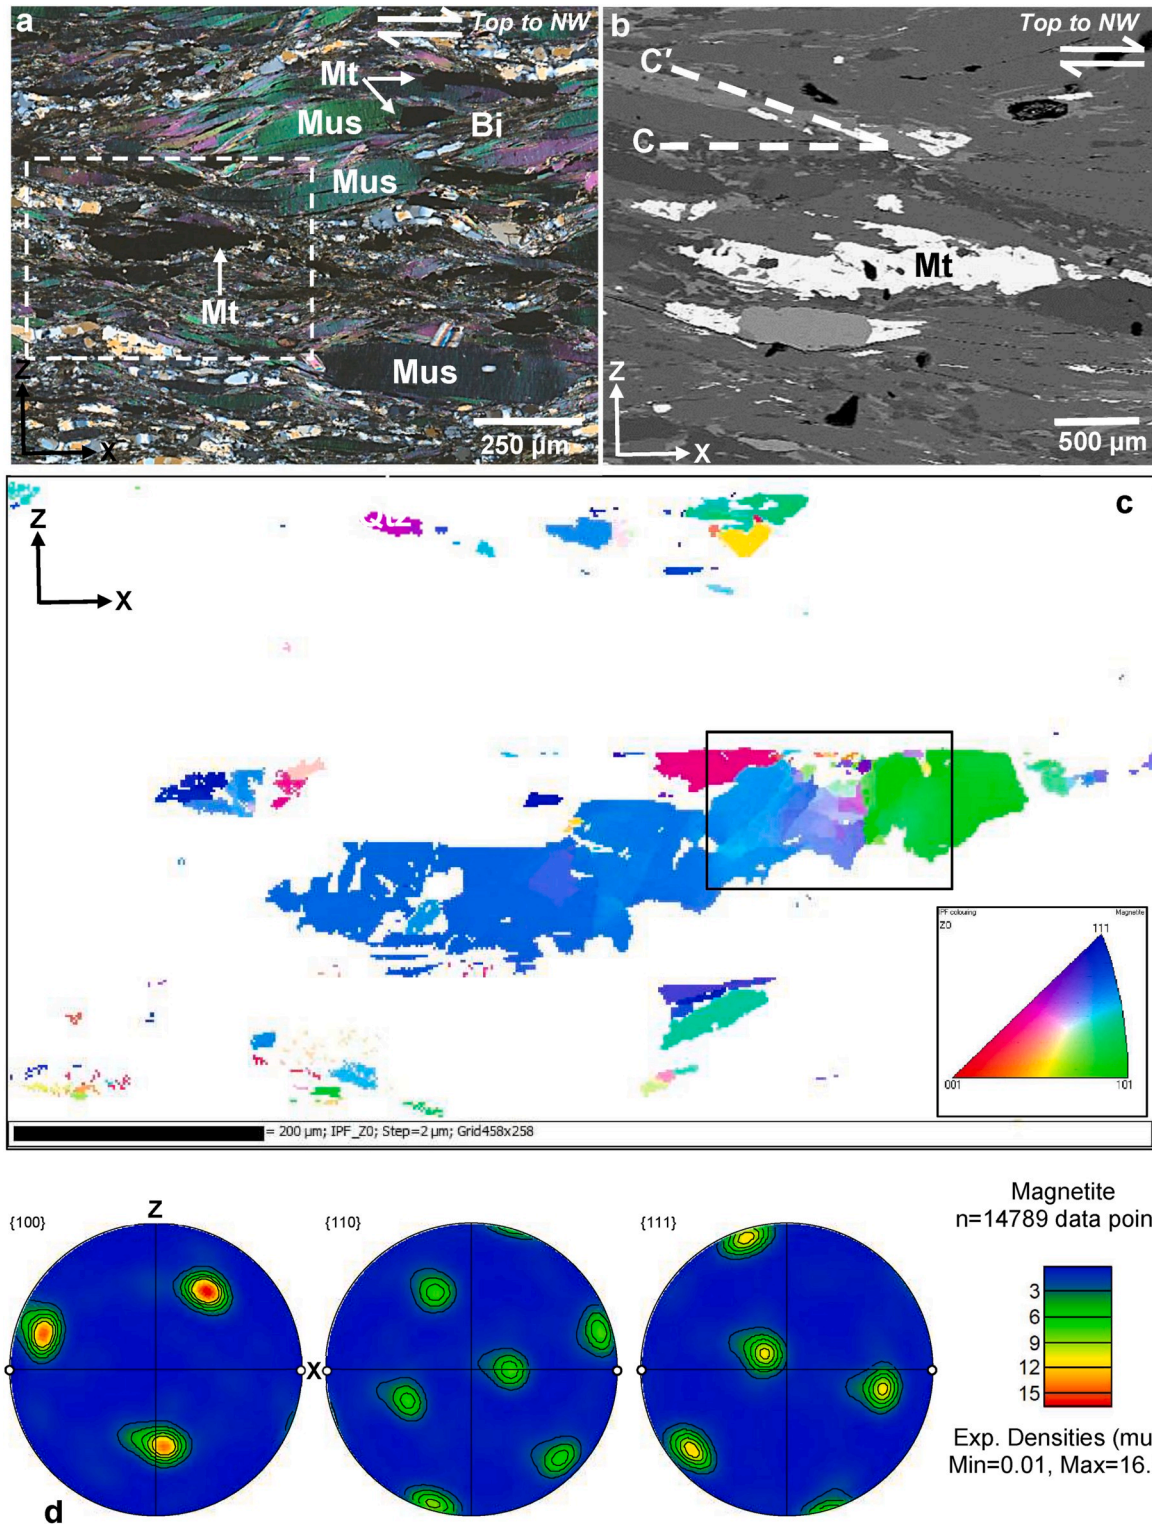 a
Top to NW
Mt
Mus
Bi
Mus
Mt
Mus
Z
X
250 µm
b
Top to NW
C'
C
Mt
Z
X
500 µm
c
Qtz
Z
X
IPF colouring Magnetite
Z0
111
001 101
= 200 µm; IPF_Z0; Step=2 µm; Grid458x258
{100} Z {110} {111}
X
d
Magnetite
n=14789 data poin
3
6
9
12
15
Exp. Densities (mu
Min=0.01, Max=16.